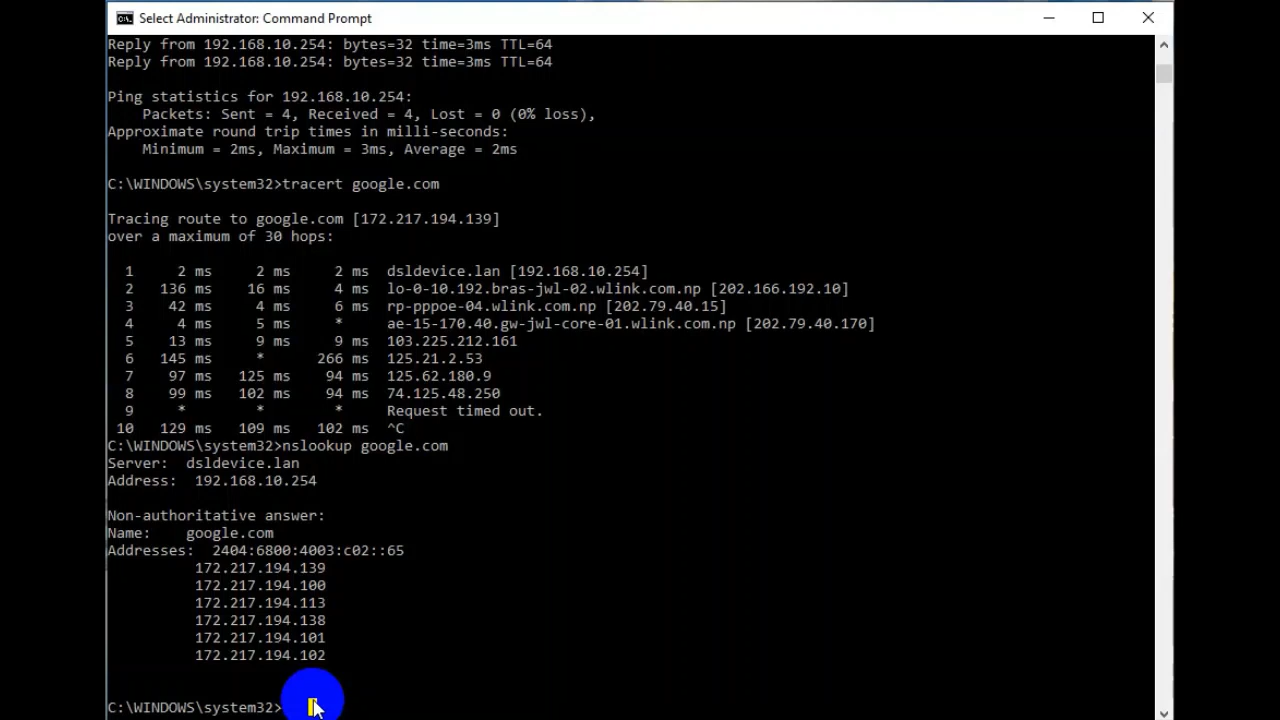 Select Administrator: Command Prompt
Reply from 192.168.10.254: bytes=32 time=3ms TTL=64
Reply from 192.168.10.254: bytes=32 time=3ms TTL=64
Ping statistics for 192.168.10.254:
    Packets: Sent = 4, Received = 4, Lost = 0 (0% loss),
Approximate round trip times in milli-seconds:
    Minimum = 2ms, Maximum = 3ms, Average = 2ms
C:\WINDOWS\system32>tracert google.com
Tracing route to google.com [172.217.194.139]
over a maximum of 30 hops:
  1     2 ms     2 ms     2 ms  dsldevice.lan [192.168.10.254]
  2   136 ms    16 ms     4 ms  lo-0-10.192.bras-jwl-02.wlink.com.np [202.166.192.10]
  3    42 ms     4 ms     6 ms  rp-pppoe-04.wlink.com.np [202.79.40.15]
  4     4 ms     5 ms     *     ae-15-170.40.gw-jwl-core-01.wlink.com.np [202.79.40.170]
  5    13 ms     9 ms     9 ms  103.225.212.161
  6   145 ms     *      266 ms  125.21.2.53
  7    97 ms   125 ms    94 ms  125.62.180.9
  8    99 ms   102 ms    94 ms  74.125.48.250
  9     *        *        *     Request timed out.
 10   129 ms   109 ms   102 ms  ^C
C:\WINDOWS\system32>nslookup google.com
Server:  dsldevice.lan
Address:  192.168.10.254
Non-authoritative answer:
Name:    google.com
Addresses:  2404:6800:4003:c02::65
          172.217.194.139
          172.217.194.100
          172.217.194.113
          172.217.194.138
          172.217.194.101
          172.217.194.102
C:\WINDOWS\system32>